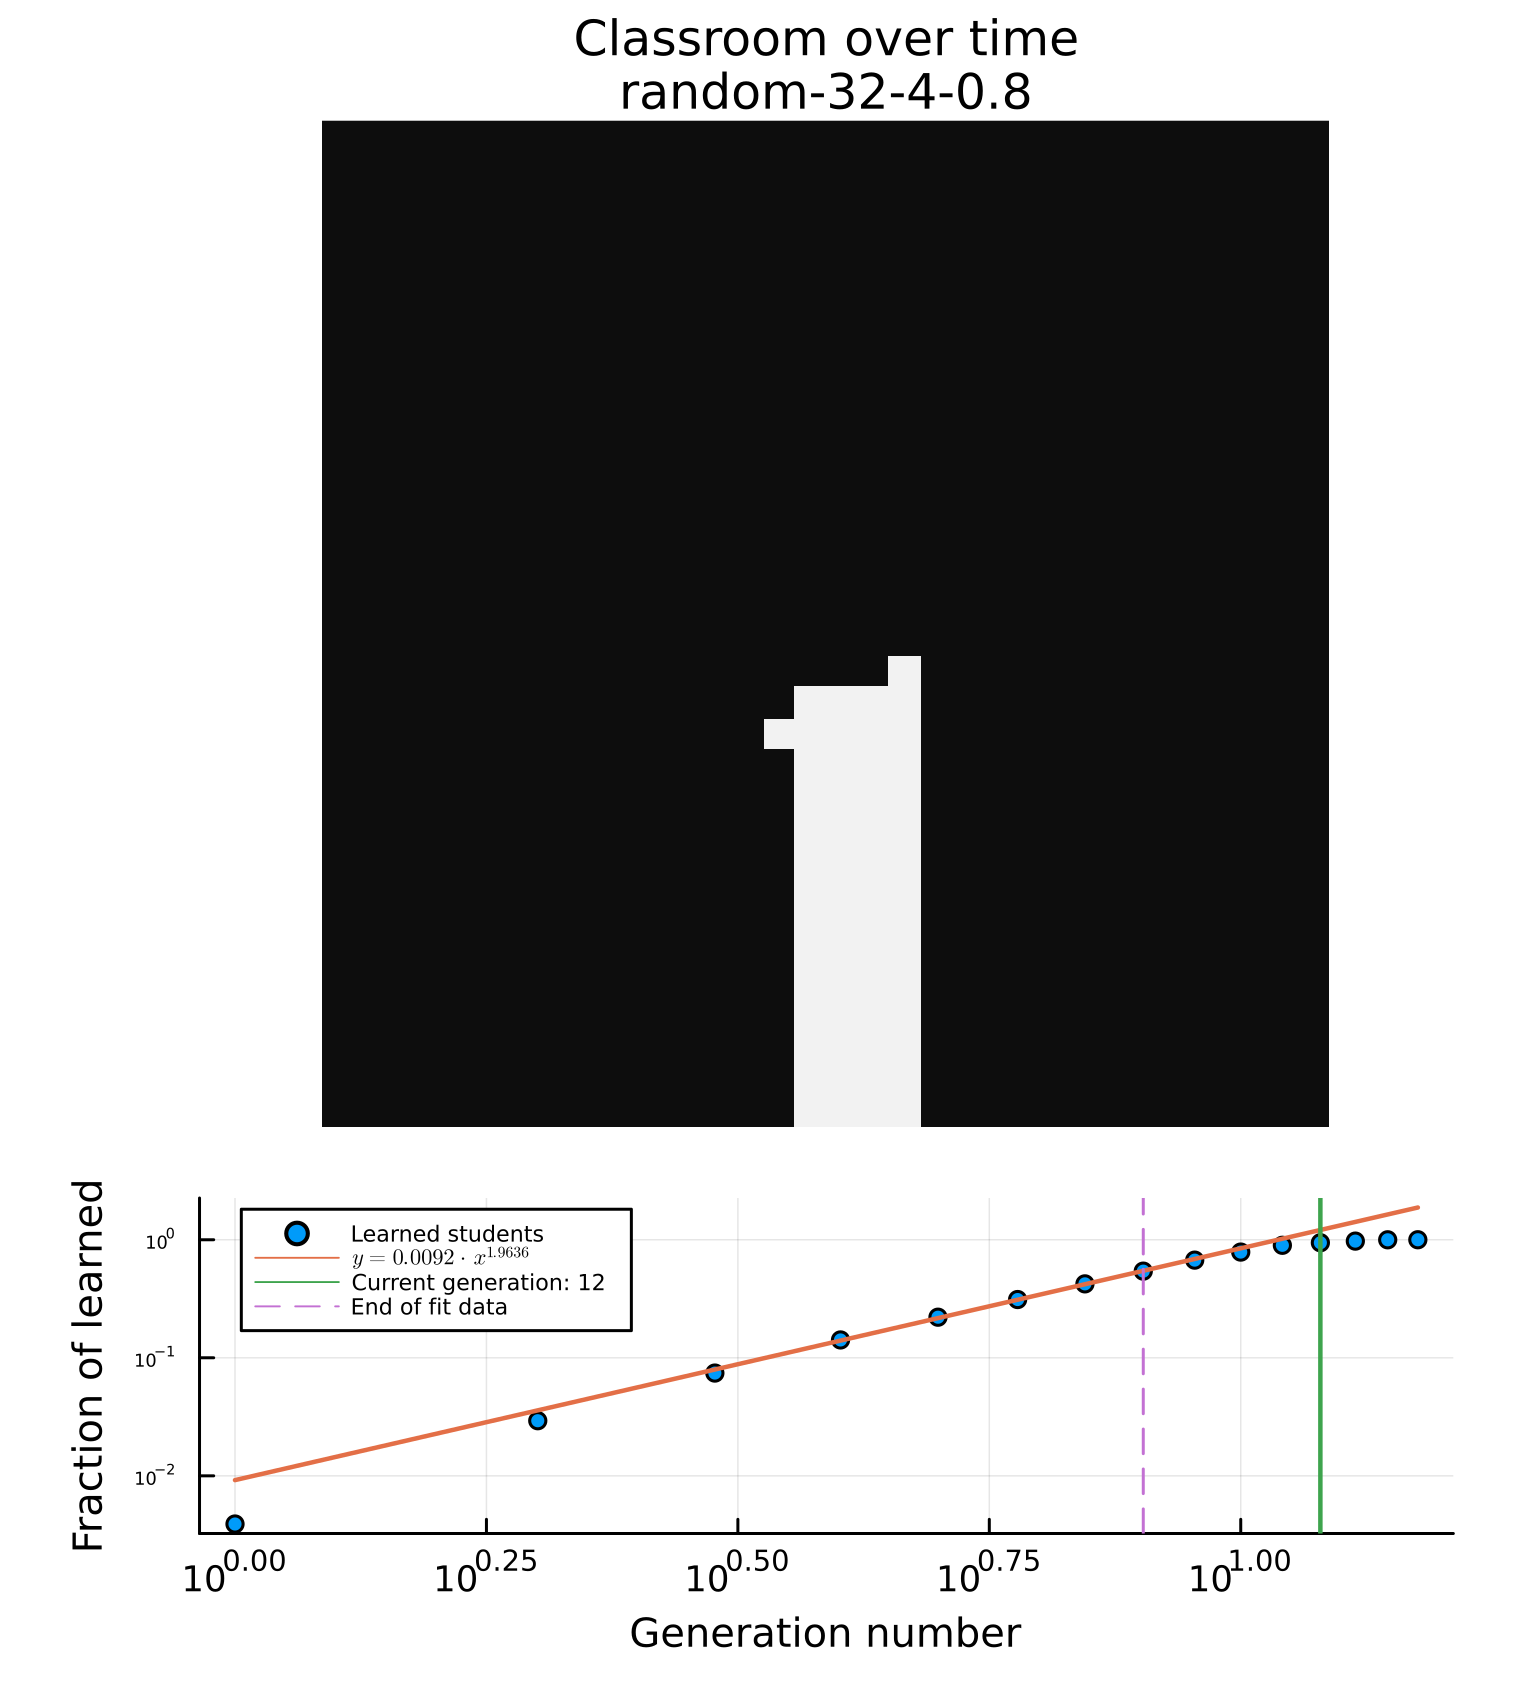 Classroom over time
random-32-4-0.8
Fraction of learned
10⁰
10⁻¹
10⁻²
Learned students
y = 0.0092 · x^1.9636
Current generation: 12
End of fit data
10^0.00 10^0.25 10^0.50 10^0.75 10^1.00
Generation number